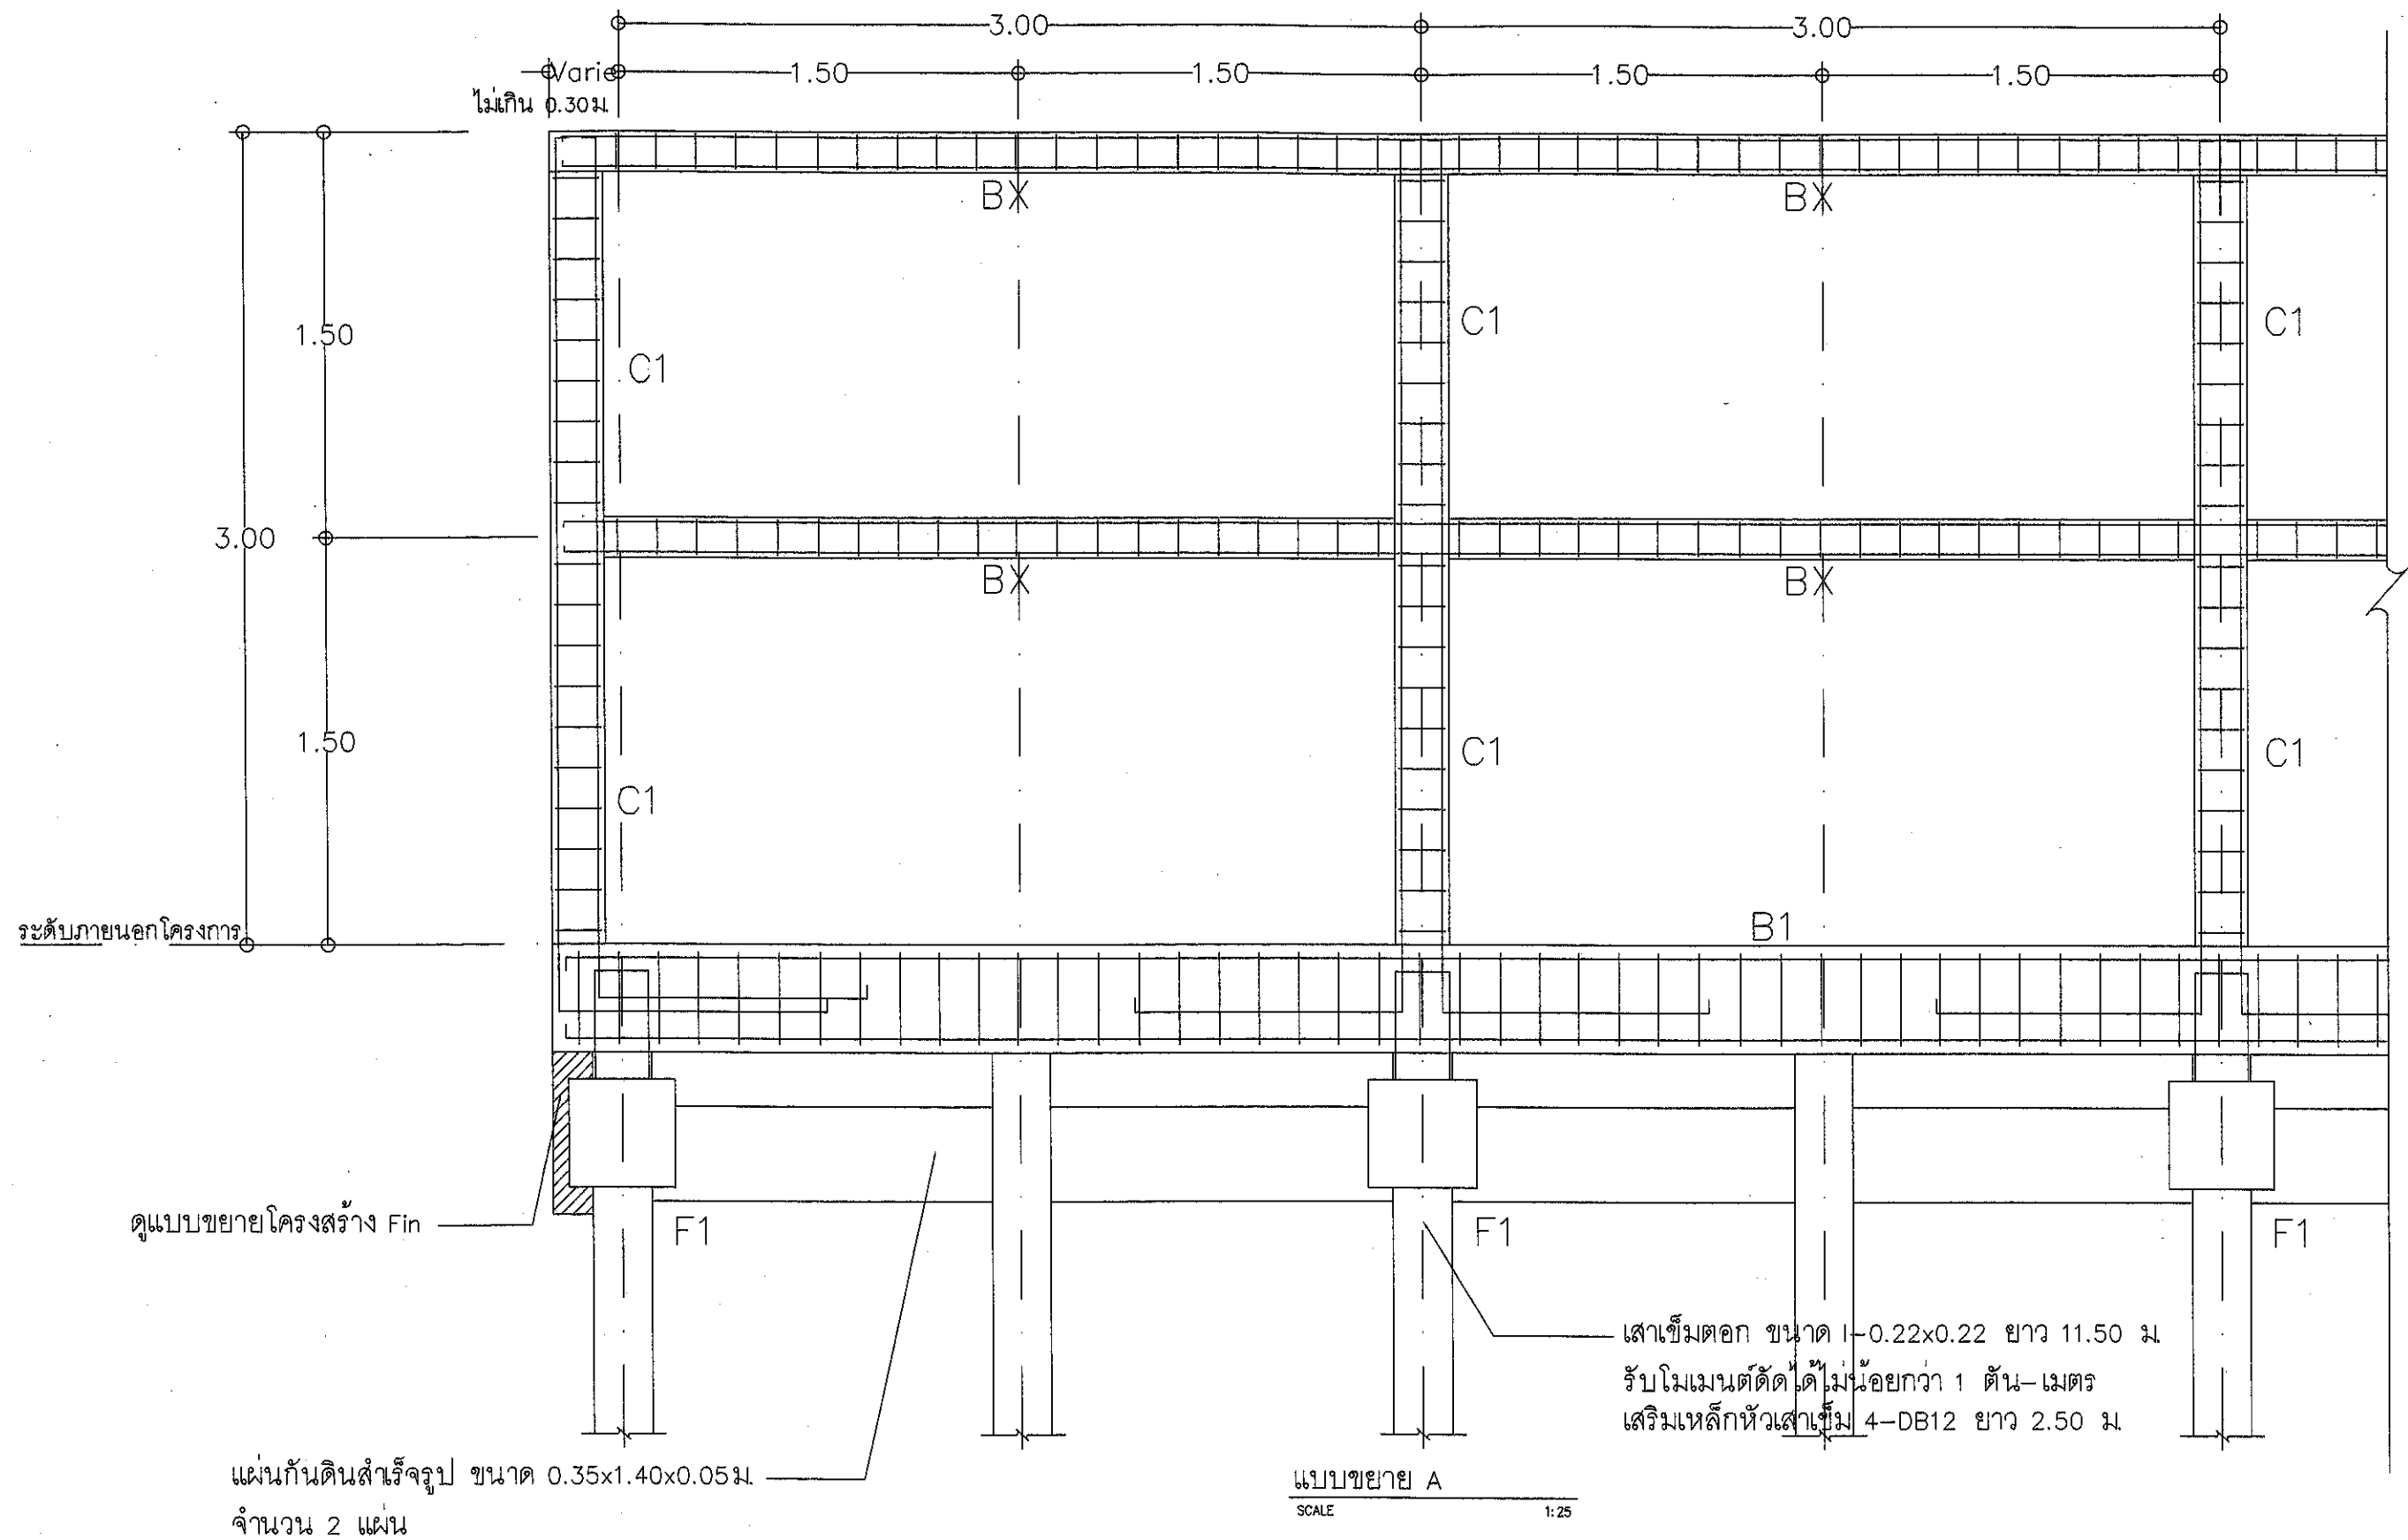 3.00 3.00
Varie 1.50 1.50 1.50 1.50
ไม่เกิน 0.30ม.
BX BX
1.50 C1 C1
C1
3.00
BX BX
1.50 C1 C1
C1
B1
ระดับภายนอกโครงการ
ดูแบบขยายโครงสร้าง Fin F1 F1 F1
เสาเข็มตอก ขนาด I-0.22x0.22 ยาว 11.50 ม.
รับโมเมนต์ดัดได้ไม่น้อยกว่า 1 ตัน-เมตร
เสริมเหล็กหัวเสาเข็ม 4-DB12 ยาว 2.50 ม.
แผ่นกันดินสำเร็จรูป ขนาด 0.35x1.40x0.05ม.
จำนวน 2 แผ่น
แบบขยาย A
SCALE 1:25